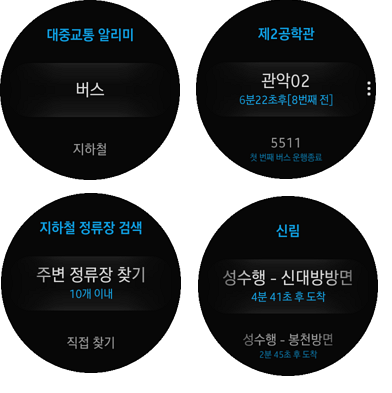 대중교통 알리미
버스
지하철
제2공학관
관악02
6분22초후[8번째 전]
5511
첫 번째 버스 운행종료
지하철 정류장 검색
주변 정류장 찾기
10개 이내
직접 찾기
신림
성수행 - 신대방방면
4분 41초 후 도착
성수행 - 봉천방면
2분 45초 후 도착